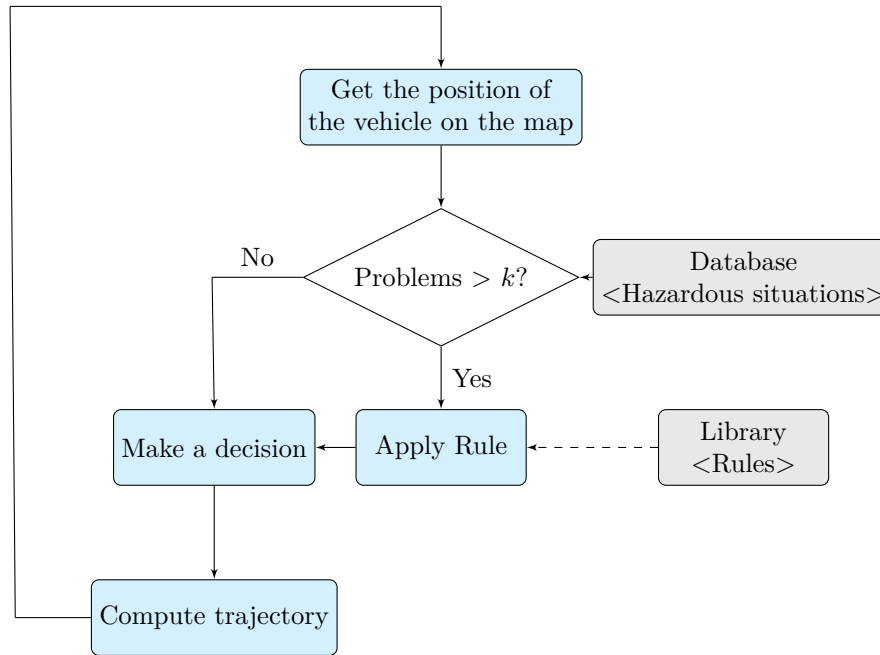 Get the position of
the vehicle on the map
No
Problems > k?
Database
<Hazardous situations>
Yes
Make a decision
Apply Rule
Library
<Rules>
Compute trajectory